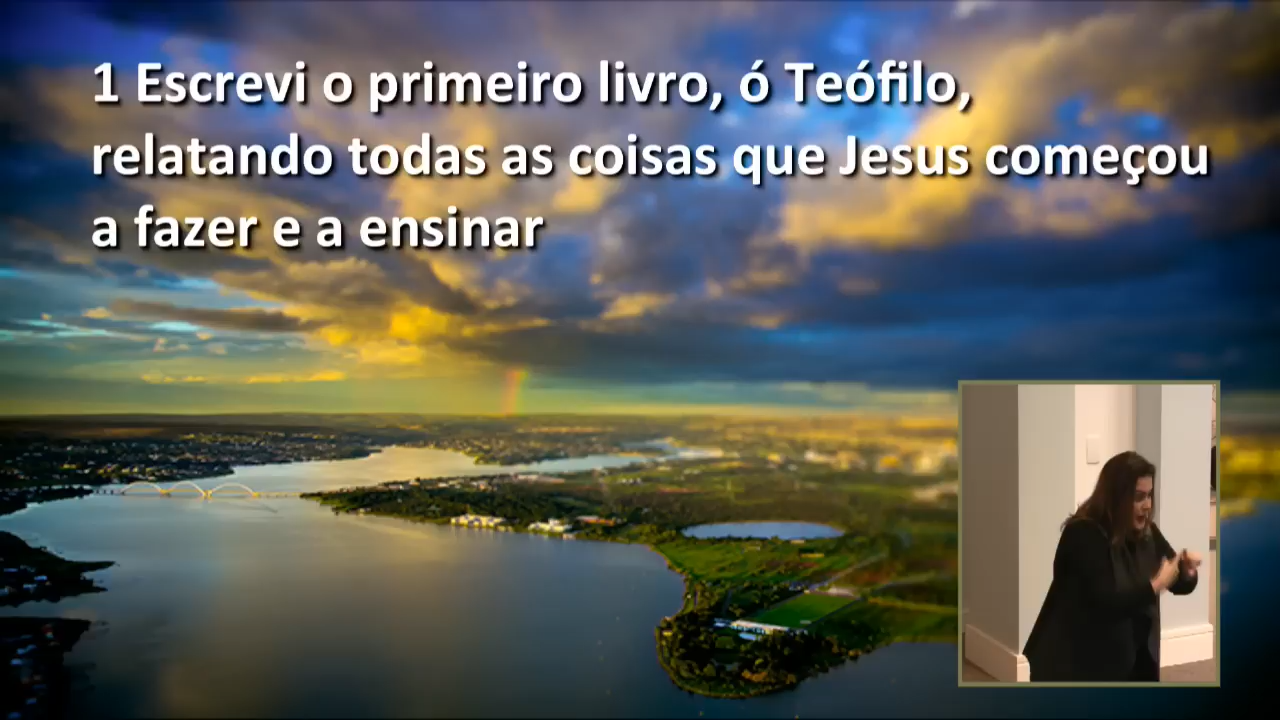 1 Escrevi o primeiro livro, ó Teófilo,
relatando todas as coisas que Jesus começou
a fazer e a ensinar